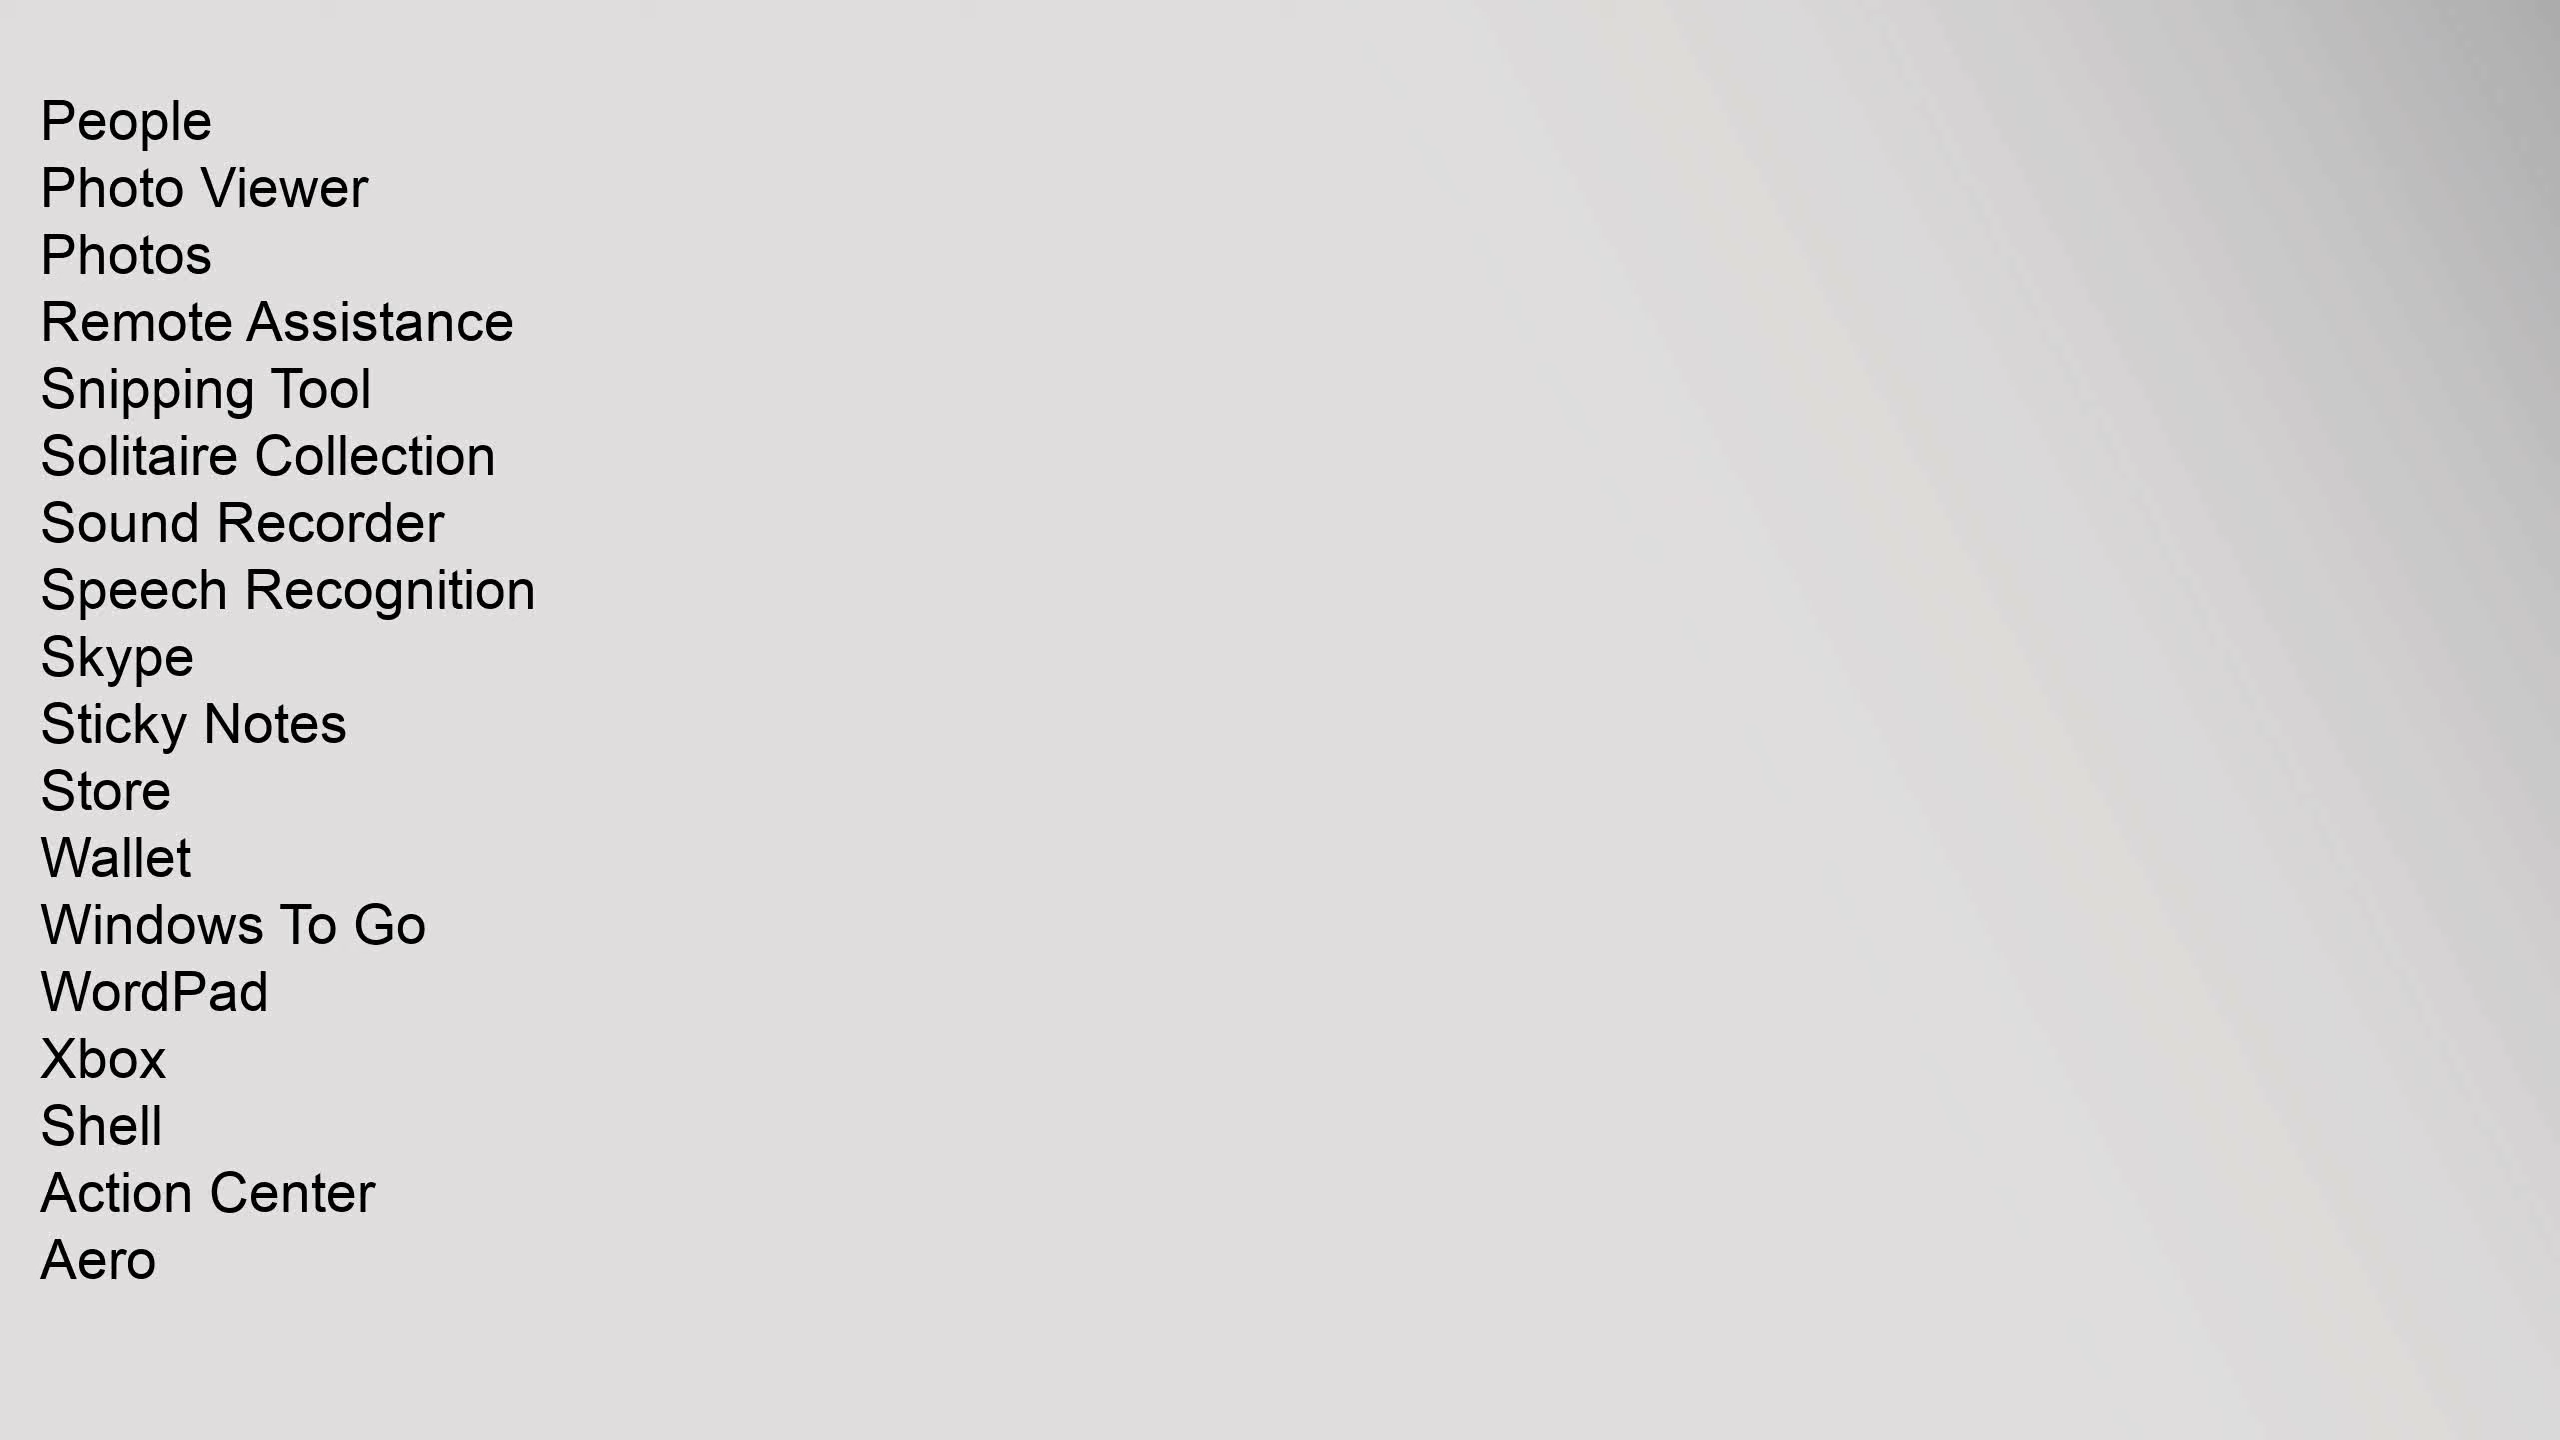 People
Photo Viewer
Photos
Remote Assistance
Snipping Tool
Solitaire Collection
Sound Recorder
Speech Recognition
Skype
Sticky Notes
Store
Wallet
Windows To Go
WordPad
Xbox
Shell
Action Center
Aero